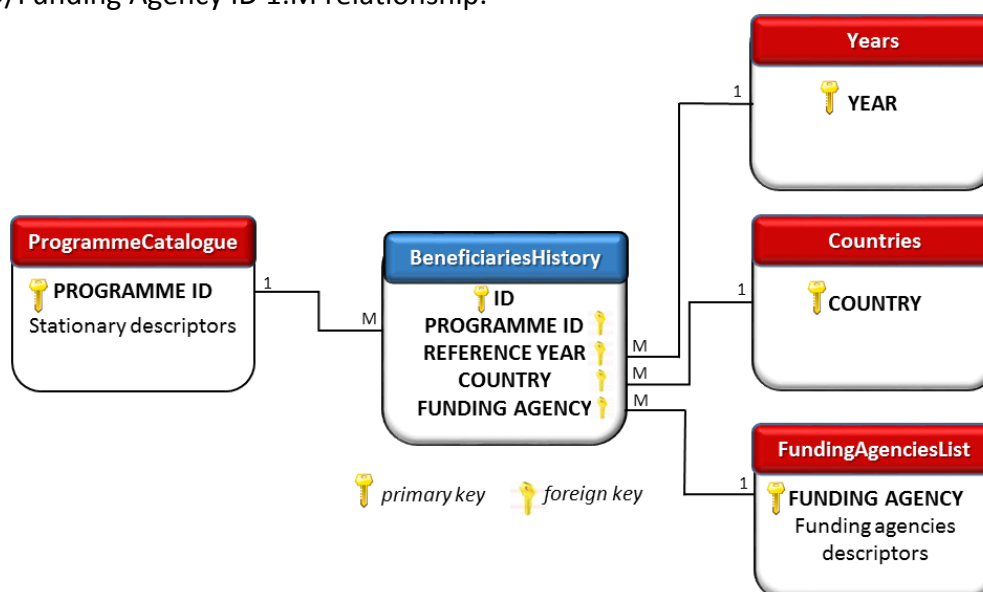 /Funding Agency ID 1:M relationship.
Years
1
YEAR
ProgrammeCatalogue
PROGRAMME ID
Stationary descriptors
1
M
BeneficiariesHistory
ID
PROGRAMME ID
REFERENCE YEAR
COUNTRY
FUNDING AGENCY
M
M
M
Countries
1
COUNTRY
FundingAgenciesList
1
FUNDING AGENCY
Funding agencies
descriptors
primary key
foreign key